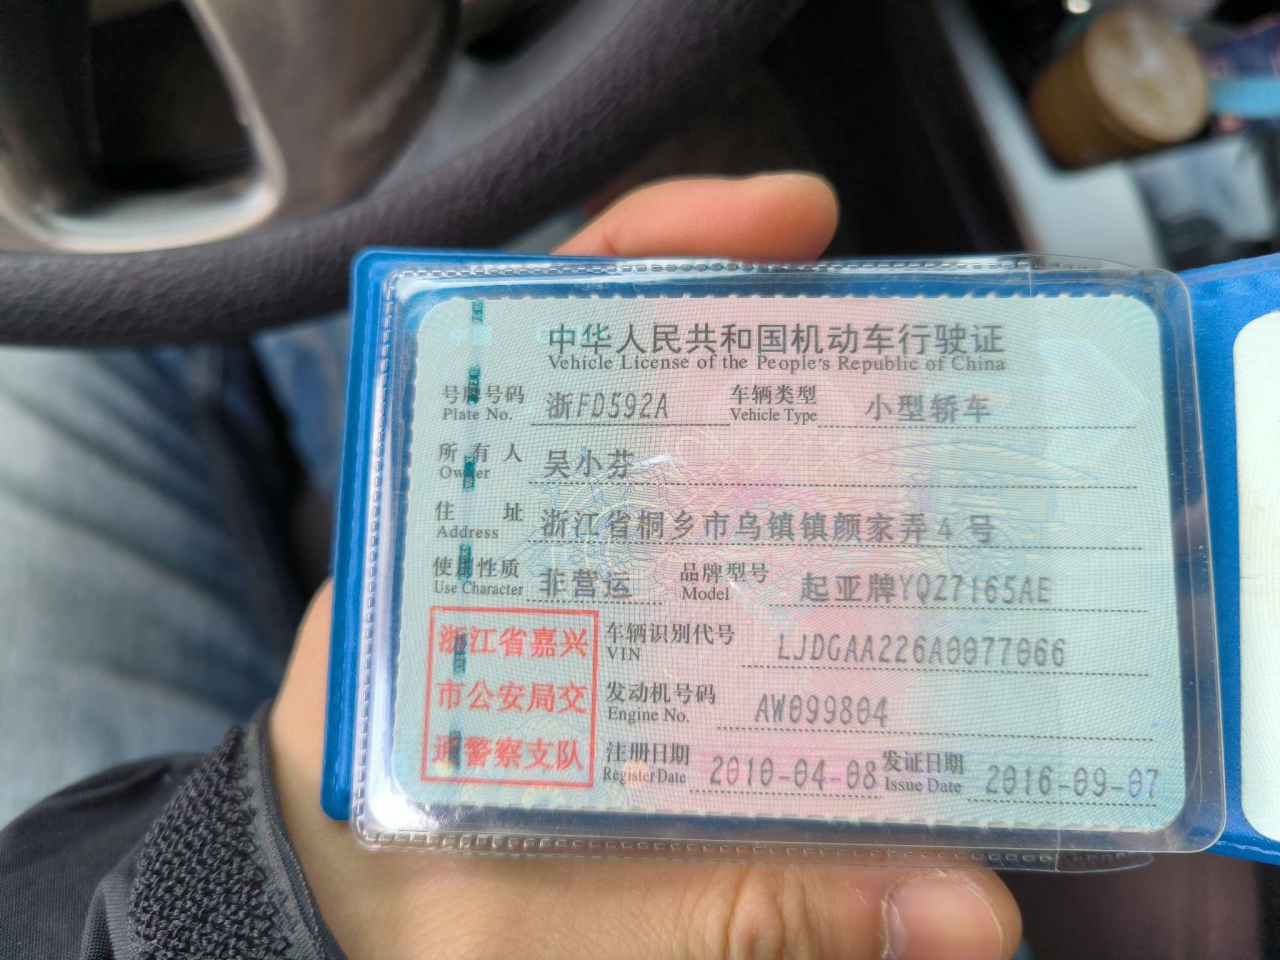 中华人民共和国机动车行驶证
Vehicle License of the People's Republic of China
号牌号码 浙FD592A 车辆类型 小型轿车
Plate No. Vehicle Type
所有人 吴小芬
Owner
住址 浙江省桐乡市乌镇镇颜家弄4号
Address
使用性质 非营运 品牌型号 起亚牌YQZ7165AE
Use Character Model
浙江省嘉兴
市公安局交
通警察支队
车辆识别代号 LJDGAA226A0077066
VIN
发动机号码 AW099804
Engine No.
注册日期 2010-04-08 发证日期 2016-09-07
Register Date Issue Date